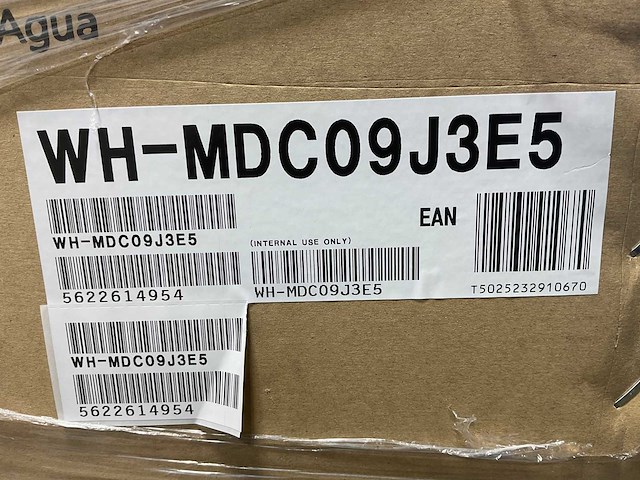 Agua
WH-MDC09J3E5
WH-MDC09J3E5
5622614954
(INTERNAL USE ONLY)
WH-MDC09J3E5
EAN
T5025232910670
WH-MDC09J3E5
5622614954